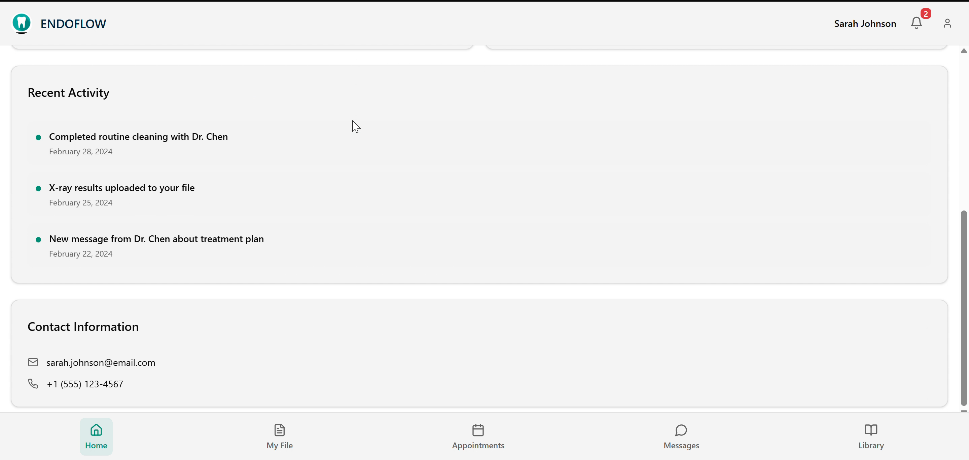 ENDOFLOW
Sarah Johnson
2
Recent Activity
Completed routine cleaning with Dr. Chen
February 28, 2024
X-ray results uploaded to your file
February 25, 2024
New message from Dr. Chen about treatment plan
February 22, 2024
Contact Information
sarah.johnson@email.com
+1 (555) 123-4567
Home
My File
Appointments
Messages
Library